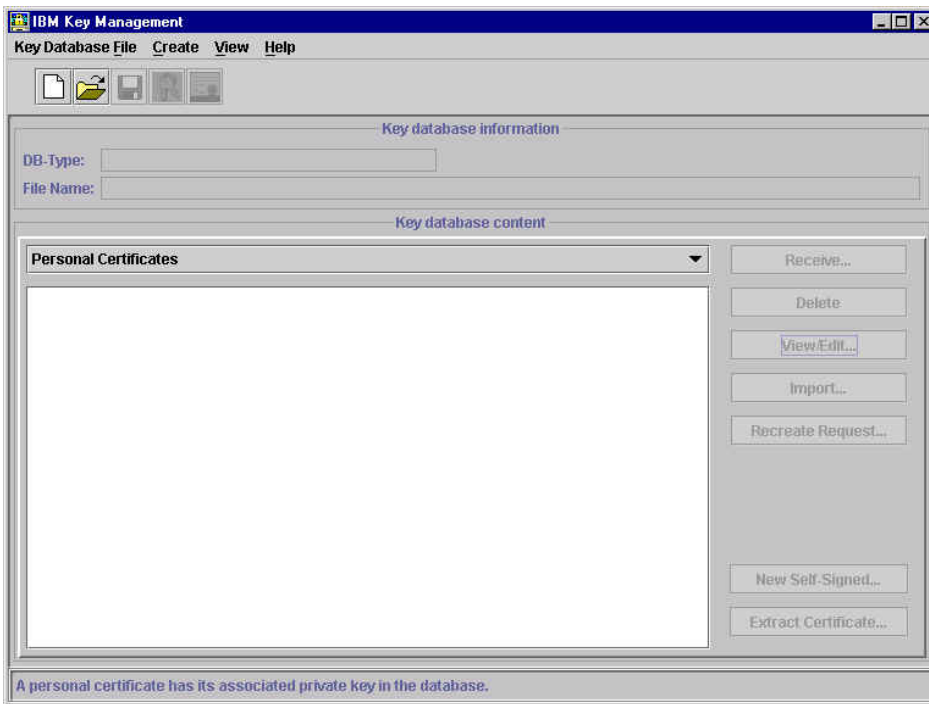 IBM Key Management
Key Database File Create View Help
Key database information
DB-Type:
File Name:
Key database content
Personal Certificates
Receive...
Delete
View/Edit...
Import...
Recreate Request...
New Self-Signed...
Extract Certificate...
A personal certificate has its associated private key in the database.